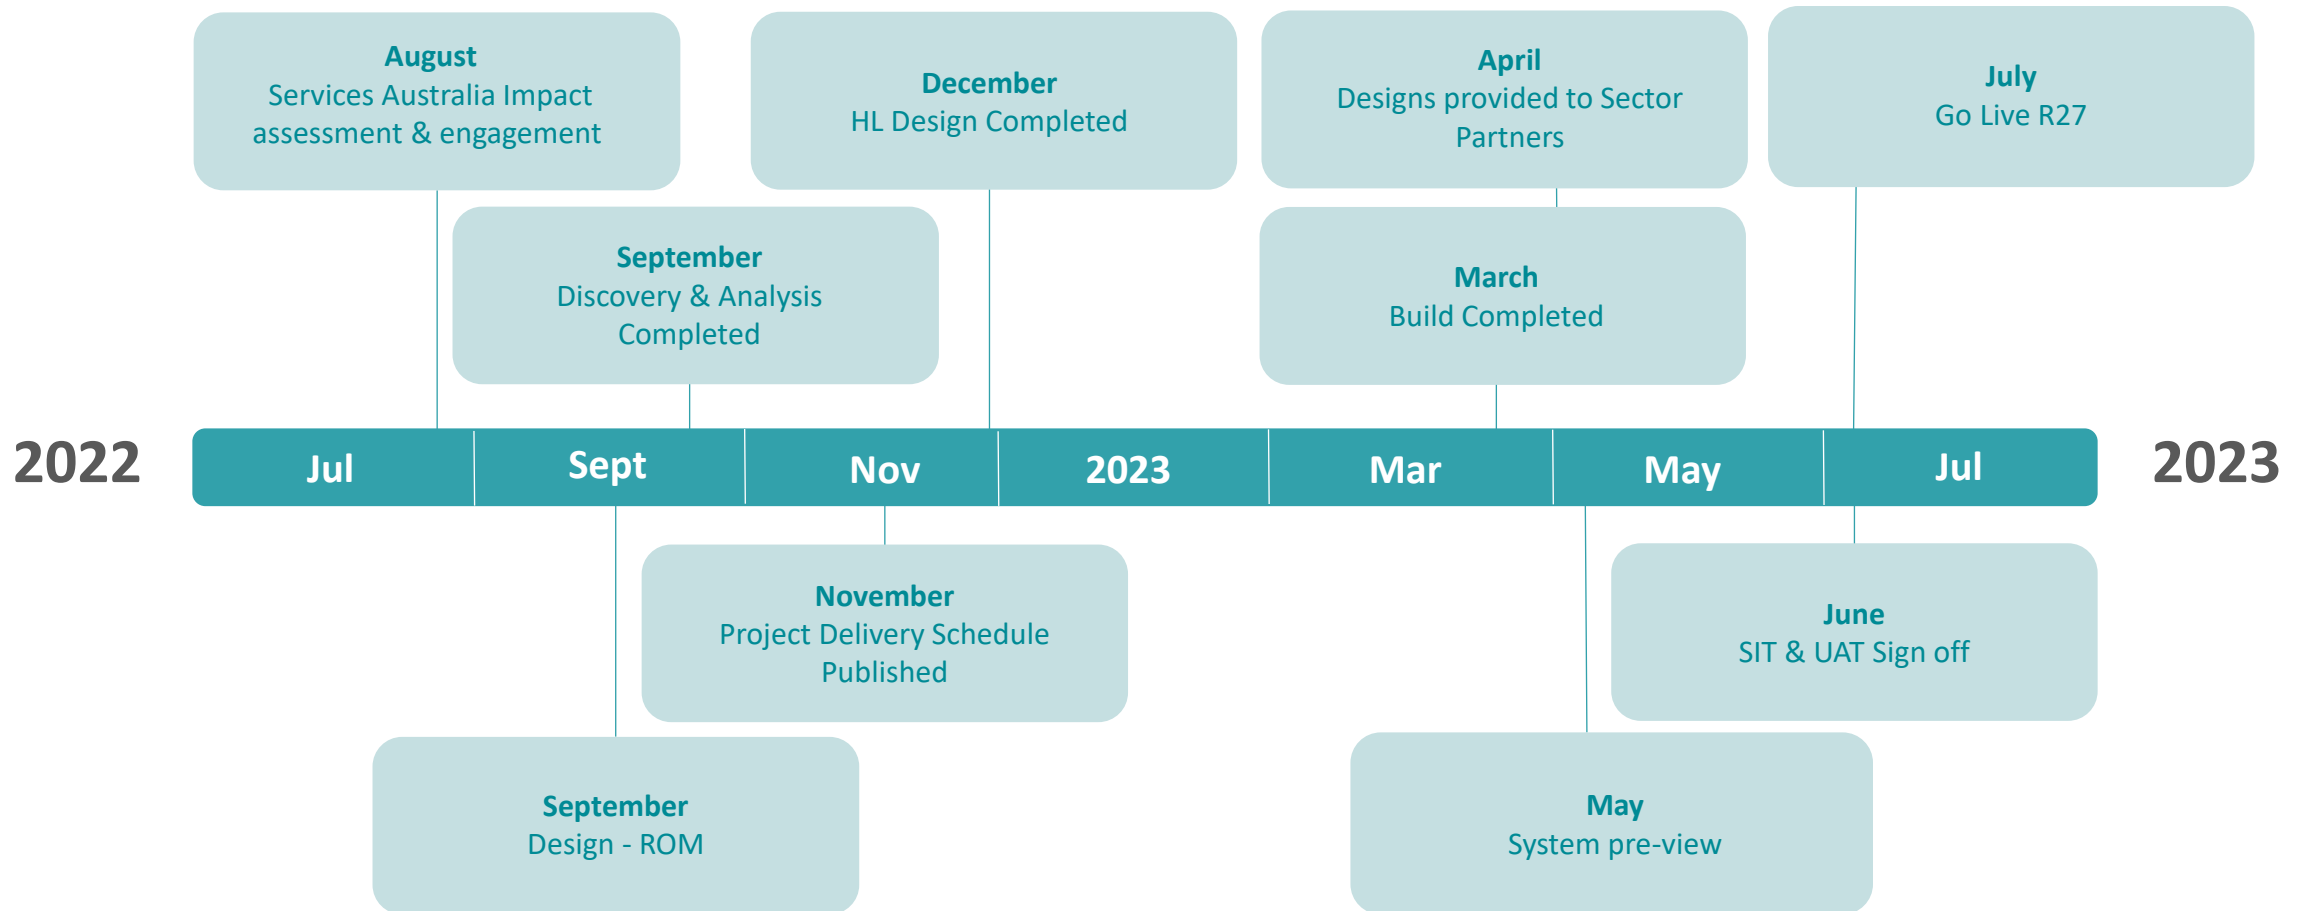 August
Services Australia Impact
assessment & engagement
December
HL Design Completed
April
Designs provided to Sector
Partners
July
Go Live R27
September
Discovery & Analysis
Completed
March
Build Completed
2022
Jul
Sept
Nov
2023
Mar
May
Jul
2023
November
Project Delivery Schedule
Published
June
SIT & UAT Sign off
September
Design - ROM
May
System pre-view